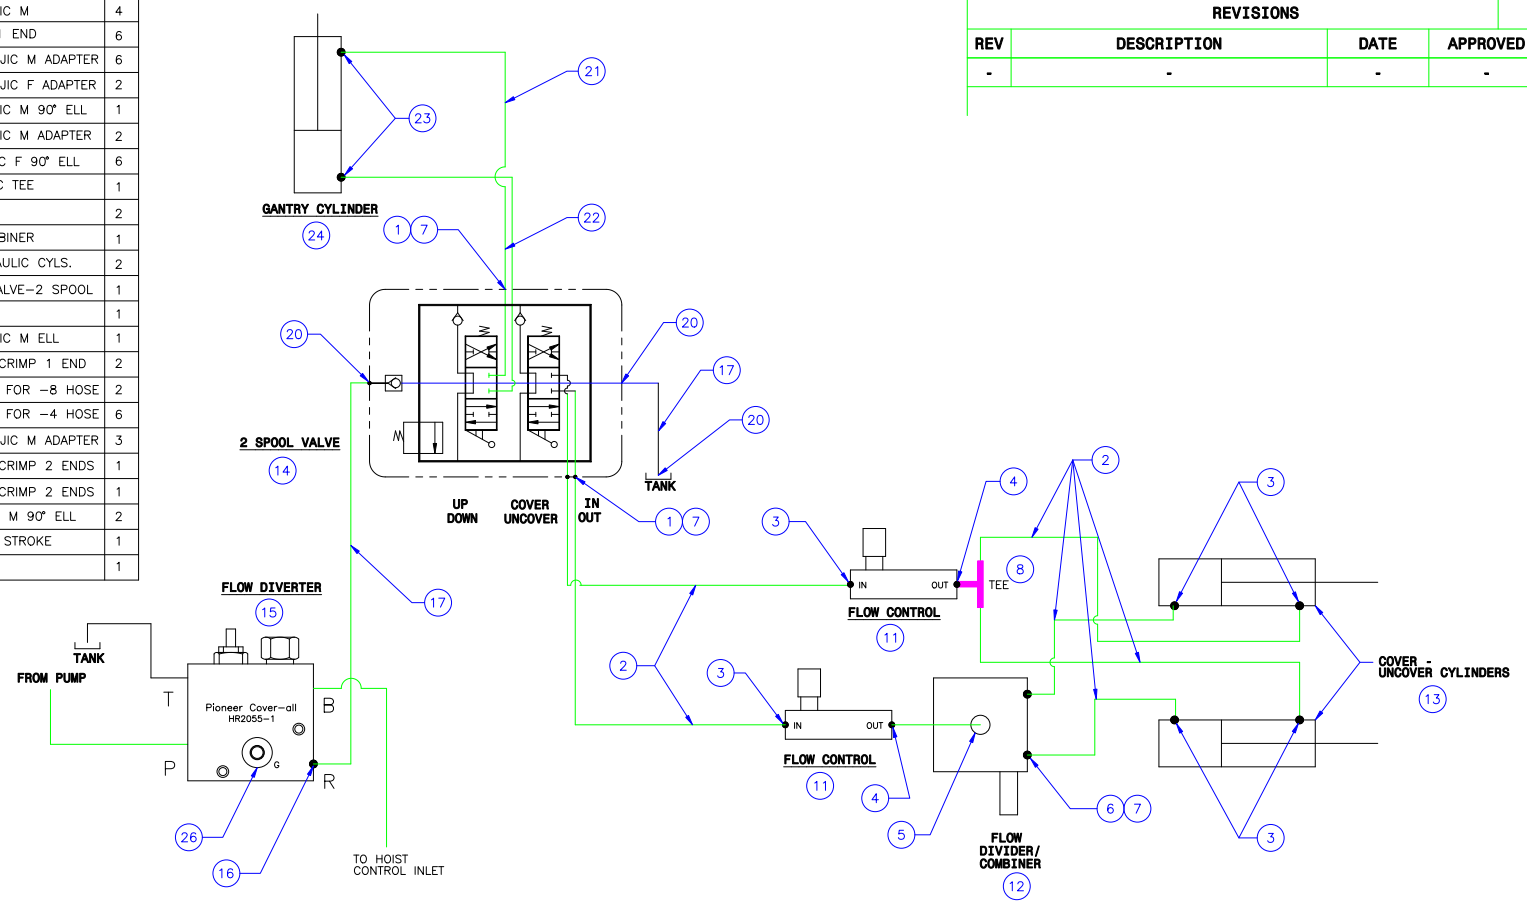 IC M 4
END 6
JIC M ADAPTER 6
JIC F ADAPTER 2
IC M 90° ELL 1
IC M ADAPTER 2
C F 90° ELL 6
C TEE 1
2
BINER 1
AULIC CYLS. 2
ALVE-2 SPOOL 1
1
IC M ELL 1
CRIMP 1 END 2
FOR -8 HOSE 2
FOR -4 HOSE 6
JIC M ADAPTER 3
CRIMP 2 ENDS 1
CRIMP 2 ENDS 1
M 90° ELL 2
STROKE 1
1
REVISIONS
REV DESCRIPTION DATE APPROVED
- - - -
21
23
GANTRY CYLINDER
24
1 7
22
20
20
17
20
2 SPOOL VALVE
14
TANK
UP
DOWN
COVER
UNCOVER
IN
OUT
1 7
3
4
2
3
IN OUT
TEE
8
FLOW CONTROL
11
FLOW DIVERTER
15
17
TANK
FROM PUMP
T
B
Pioneer Cover-all
HR2055-1
G
P
R
26
16
TO HOIST
CONTROL INLET
2
3
IN OUT
FLOW CONTROL
11
4
5
6 7
FLOW
DIVIDER/
COMBINER
12
COVER -
UNCOVER CYLINDERS
13
3